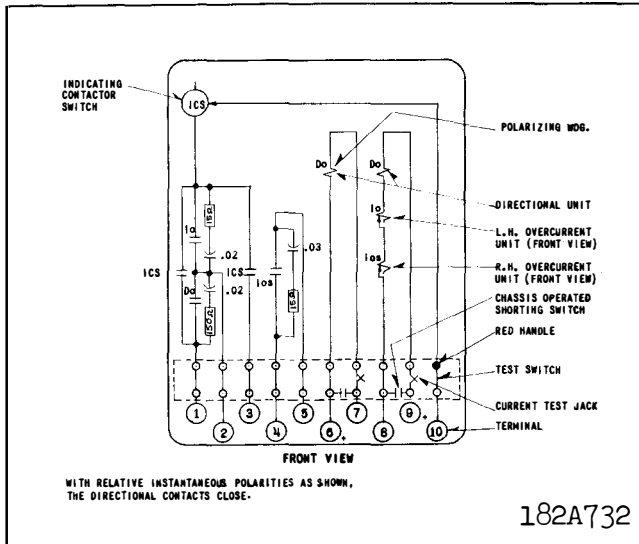 INDICATING
CONTACTOR
SWITCH
ICS
POLARIZING WDG.
Do
Do
DIRECTIONAL UNIT
15Ω
Io
L.H. OVERCURRENT
UNIT (FRONT VIEW)
Io
.02
.03
ICS
ICS
Ios
Ios
R.H. OVERCURRENT
UNIT (FRONT VIEW)
Do
.02
CHASSIS OPERATED
SHORTING SWITCH
150Ω
15Ω
RED HANDLE
TEST SWITCH
CURRENT TEST JACK
1 3 5 7 9+
2 4 6+ 8 10
TERMINAL
FRONT VIEW
WITH RELATIVE INSTANTANEOUS POLARITIES AS SHOWN,
THE DIRECTIONAL CONTACTS CLOSE.
182A732